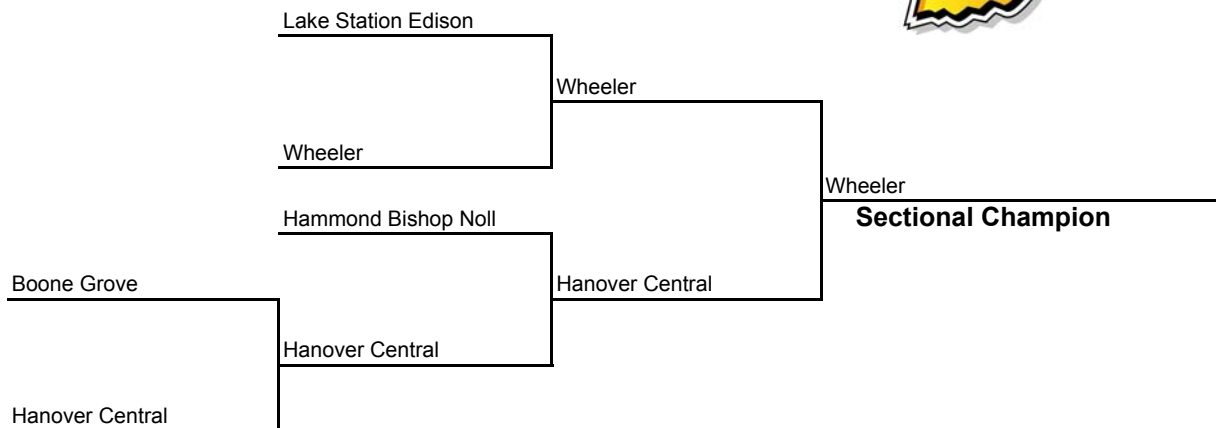 Lake Station Edison
Wheeler
Wheeler
Wheeler
Sectional Champion
Hammond Bishop Noll
Boone Grove
Hanover Central
Hanover Central
Hanover Central